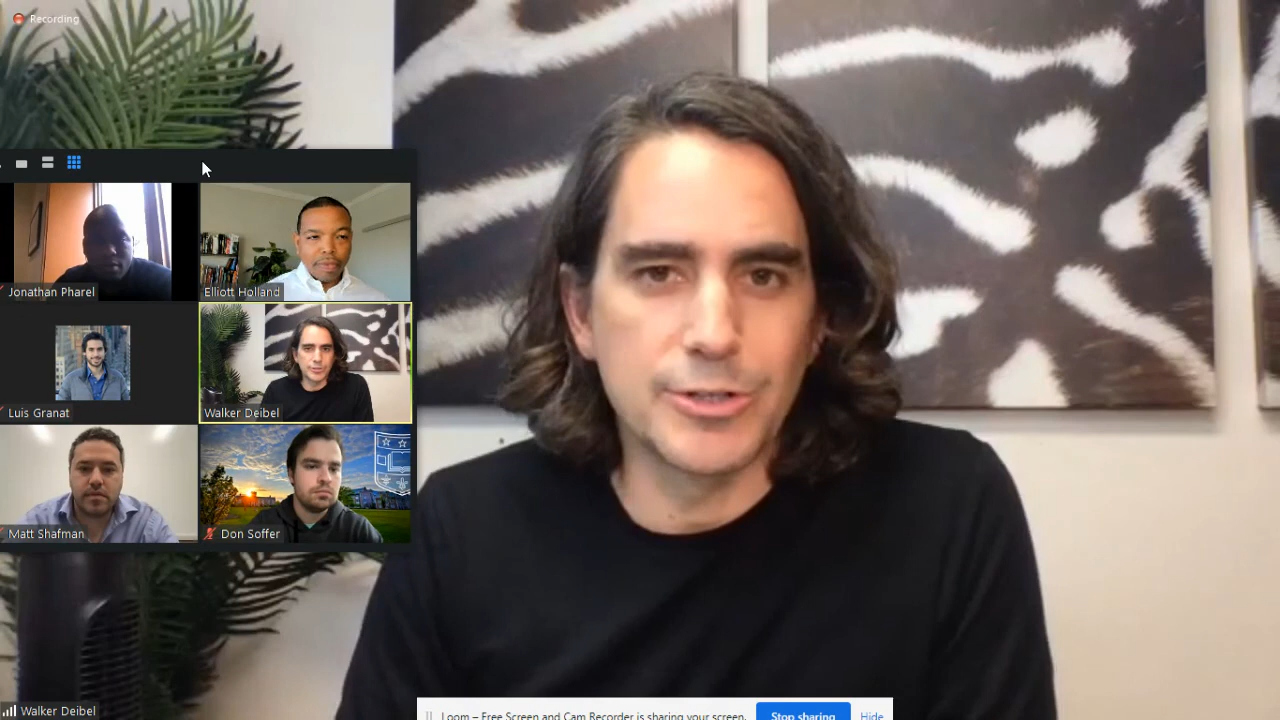 Recording
Jonathan Pharel
Elliott Holland
Luis Granat
Walker Deibel
Matt Shafman
Don Soffer
Walker Deibel
Loom – Free Screen and Cam Recorder is sharing your screen.
Stop sharing
Hide